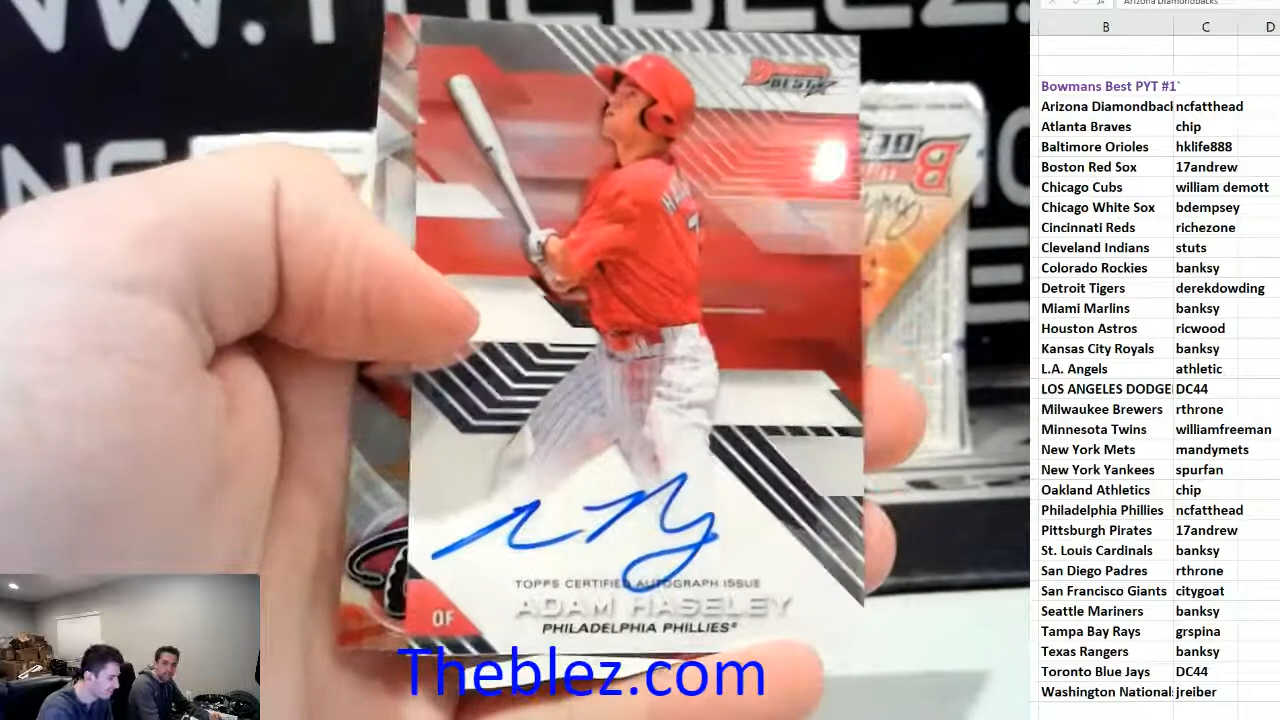 Arizona Diamondbacks
B C D
Bowmans Best PYT #1`
Arizona Diamondback ncfatthead
Atlanta Braves chip
Baltimore Orioles hklife888
Boston Red Sox 17andrew
Chicago Cubs william demott
Chicago White Sox bdempsey
Cincinnati Reds richezone
Cleveland Indians stuts
Colorado Rockies banksy
Detroit Tigers derekdowding
Miami Marlins banksy
Houston Astros ricwood
Kansas City Royals banksy
L.A. Angels athletic
LOS ANGELES DODGE DC44
Milwaukee Brewers rthrone
Minnesota Twins williamfreeman
New York Mets mandymets
New York Yankees spurfan
Oakland Athletics chip
Philadelphia Phillies ncfatthead
Pittsburgh Pirates 17andrew
St. Louis Cardinals banksy
San Diego Padres rthrone
San Francisco Giants citygoat
Seattle Mariners banksy
Tampa Bay Rays grspina
Texas Rangers banksy
Toronto Blue Jays DC44
Washington Nationals jreiber
Bowman's
BEST
TOPPS CERTIFIED AUTOGRAPH ISSUE
ADAM HASELEY
OF
PHILADELPHIA PHILLIES®
Theblez.com